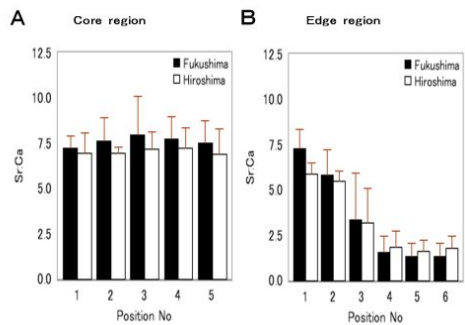 A Core region
Fukushima
Hiroshima
Sr:Ca
12.5
10.0
7.5
5.0
2.5
0.0
1 2 3 4 5
Position No
B Edge region
Fukushima
Hiroshima
Sr:Ca
12.5
10.0
7.5
5.0
2.5
0.0
1 2 3 4 5 6
Position No